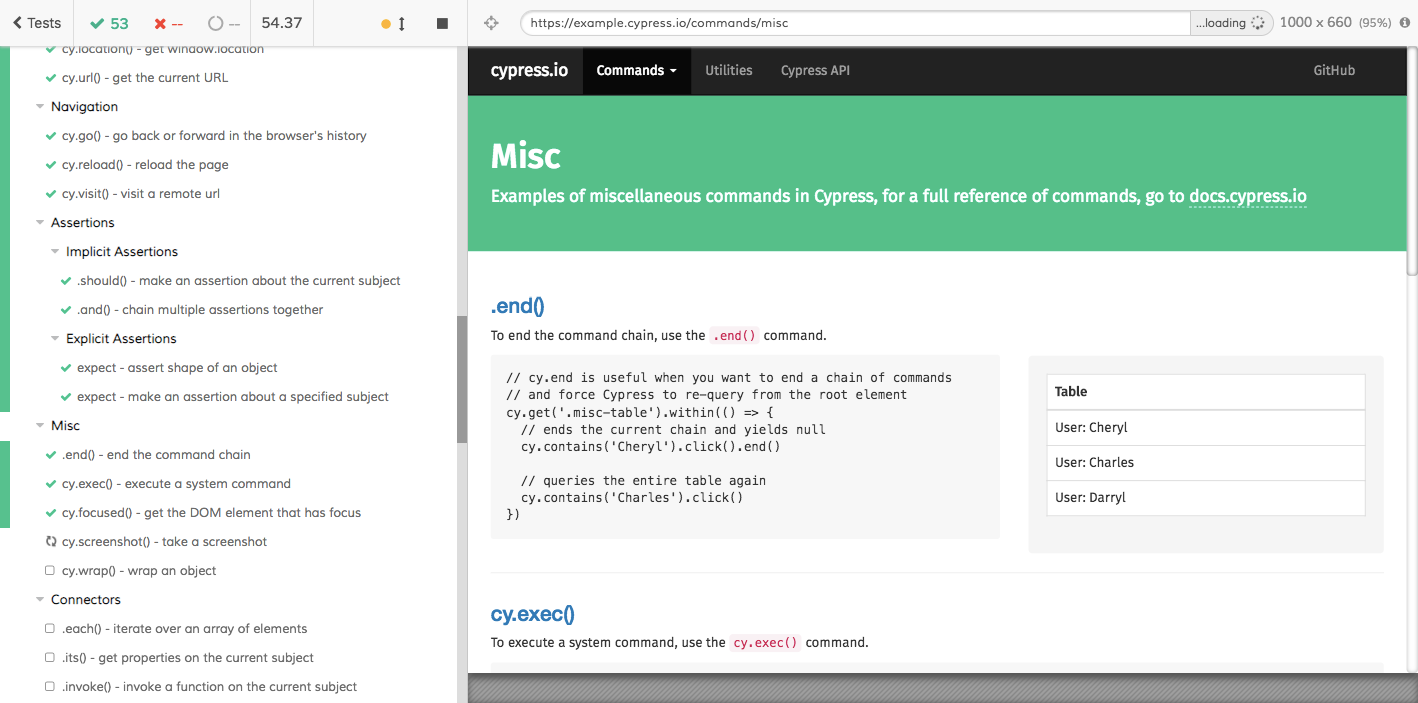 Tests
53
--
--
54.37
https://example.cypress.io/commands/misc
...loading
1000 x 660 (95%)
cy.location() - get window.location
cy.url() - get the current URL
Navigation
cy.go() - go back or forward in the browser's history
cy.reload() - reload the page
cy.visit() - visit a remote url
Assertions
Implicit Assertions
.should() - make an assertion about the current subject
.and() - chain multiple assertions together
Explicit Assertions
expect - assert shape of an object
expect - make an assertion about a specified subject
Misc
.end() - end the command chain
cy.exec() - execute a system command
cy.focused() - get the DOM element that has focus
cy.screenshot() - take a screenshot
cy.wrap() - wrap an object
Connectors
.each() - iterate over an array of elements
.its() - get properties on the current subject
.invoke() - invoke a function on the current subject
cypress.io
Commands
Utilities
Cypress API
GitHub
Misc
Examples of miscellaneous commands in Cypress, for a full reference of commands, go to docs.cypress.io
.end()
To end the command chain, use the .end() command.
// cy.end is useful when you want to end a chain of commands
// and force Cypress to re-query from the root element
cy.get('.misc-table').within(() => {
  // ends the current chain and yields null
  cy.contains('Cheryl').click().end()
  // queries the entire table again
  cy.contains('Charles').click()
})
Table
User: Cheryl
User: Charles
User: Darryl
cy.exec()
To execute a system command, use the cy.exec() command.